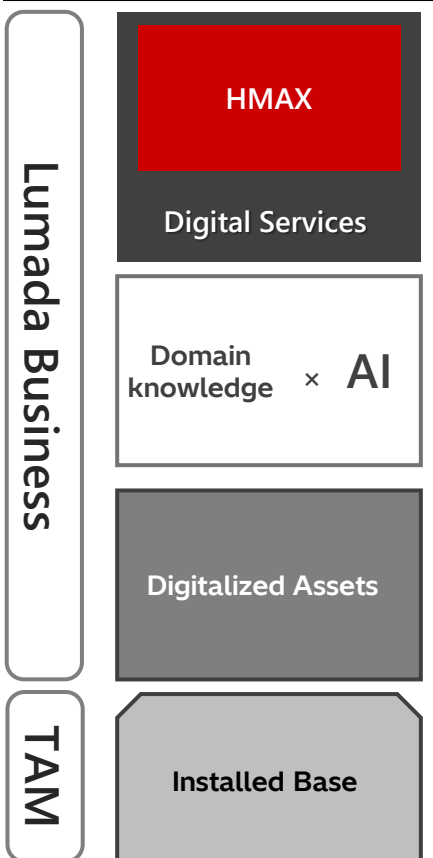 Lumada Business
HMAX
Digital Services
Domain
knowledge × AI
Digitalized Assets
TAM
Installed Base